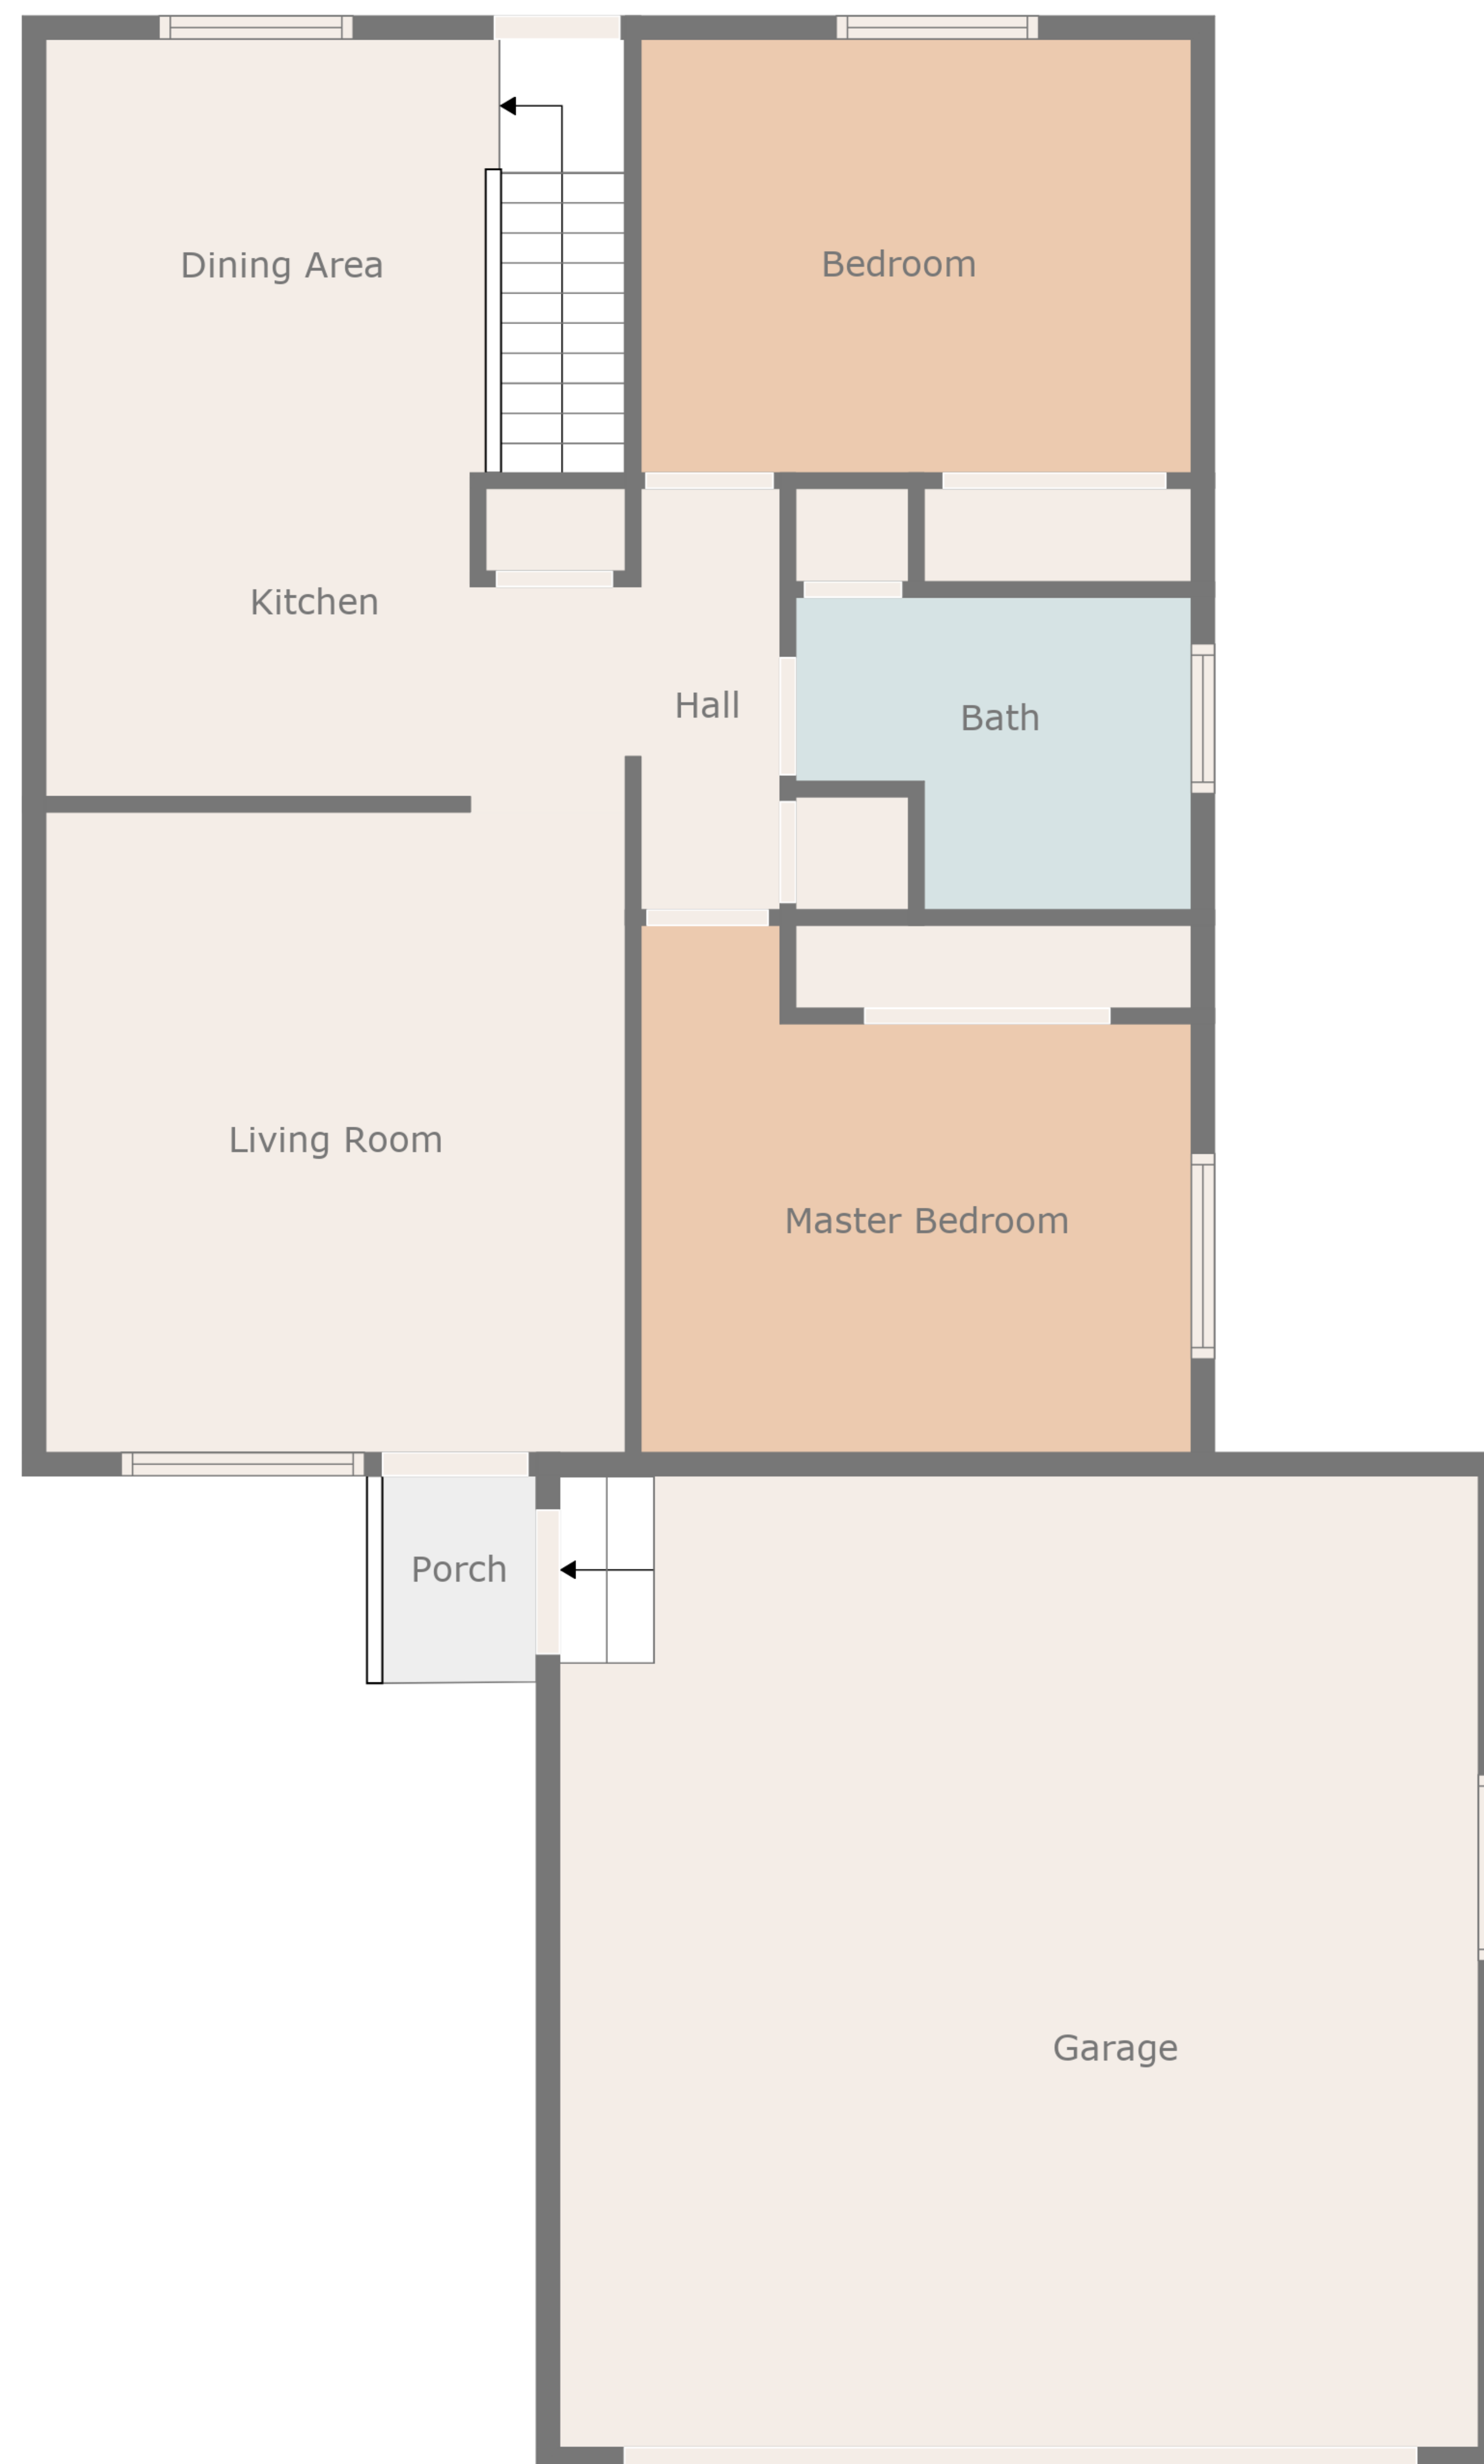 Dining Area
Bedroom
Kitchen
Hall
Bath
Living Room
Master Bedroom
Porch
Garage